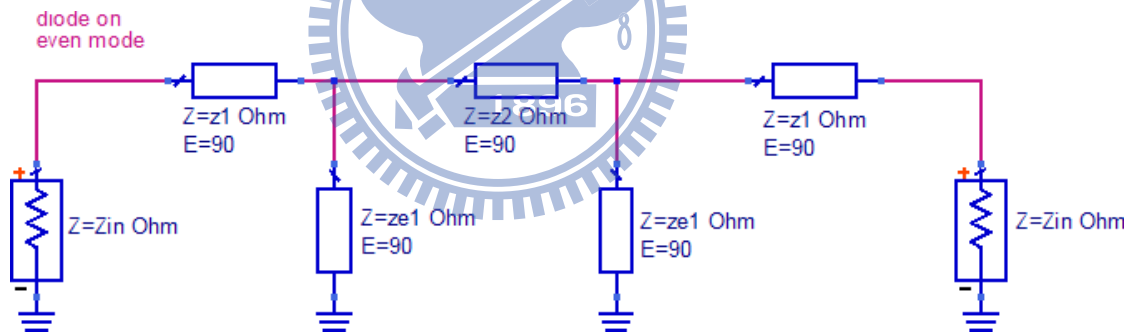 diode on
even mode
Z=z1 Ohm
E=90
Z=z2 Ohm
E=90
Z=z1 Ohm
E=90
1896
Z=Zin Ohm
Z=ze1 Ohm
E=90
Z=ze1 Ohm
E=90
Z=Zin Ohm